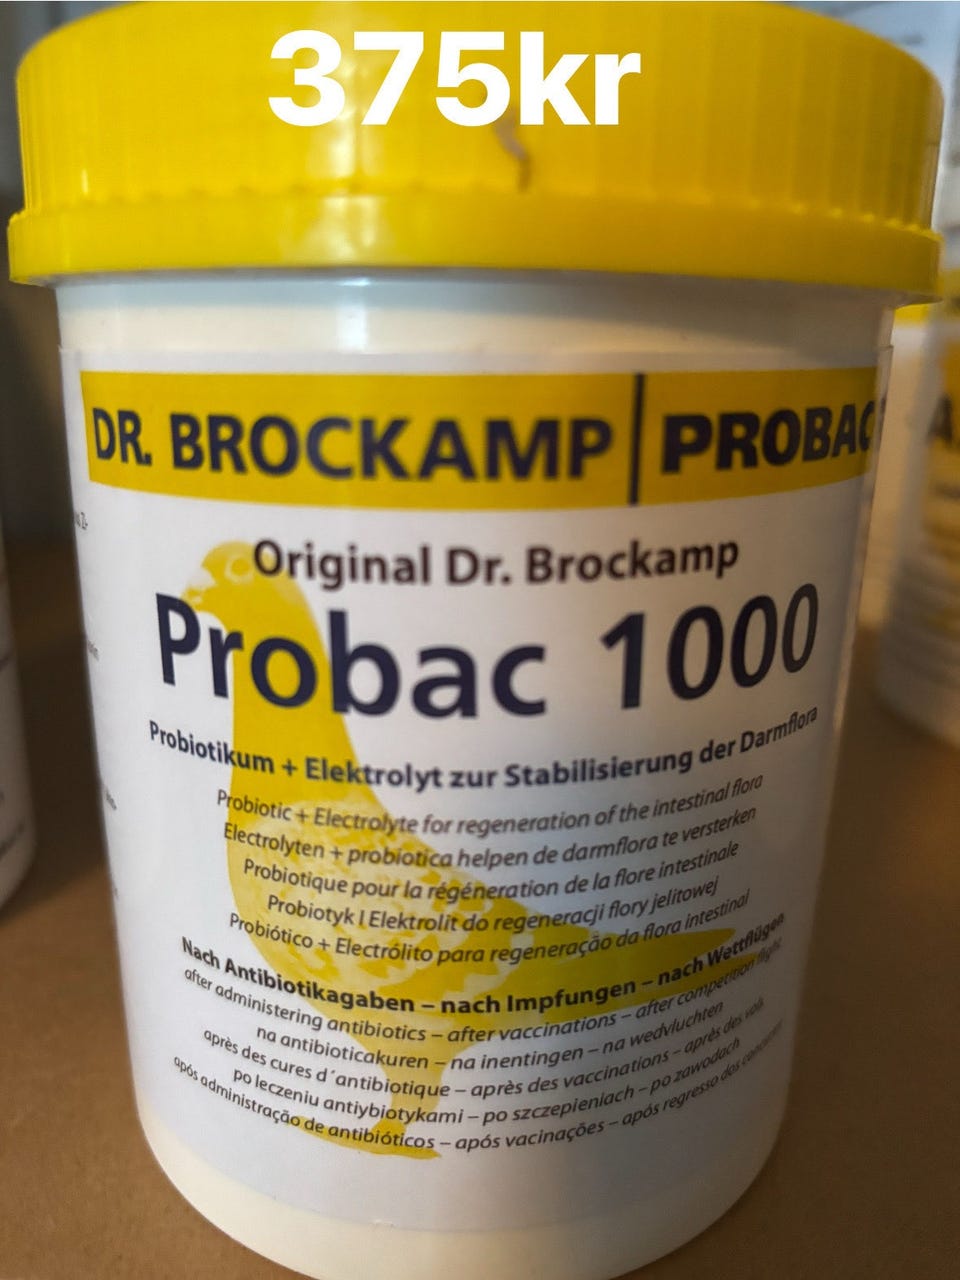 375kr
DR. BROCKAMP | PROBAC
Original Dr. Brockamp
Probac 1000
Probiotikum + Elektrolyt zur Stabilisierung der Darmflora
Probiotic + Electrolyte for regeneration of the intestinal flora
Electrolyten + probiotica helpen de darmflora te versterken
Probiotique pour la régéneration de la flore intestinale
Probiotyk I Elektrolit do regeneracji flory jelitowej
Probiótico + Electrólito para regeneração da flora intestinal
Nach Antibiotikagaben – nach Impfungen – nach Wettflügen
after administering antibiotics – after vaccinations – after competition flight
na antibioticakuren – na inentingen – na wedvluchten
après des cures d´antibiotique – après des vaccinations – après des vols
po leczeniu antiybiotykami – po szczepieniach – po zawodach
após administração de antibióticos – após vacinações – após regresso dos